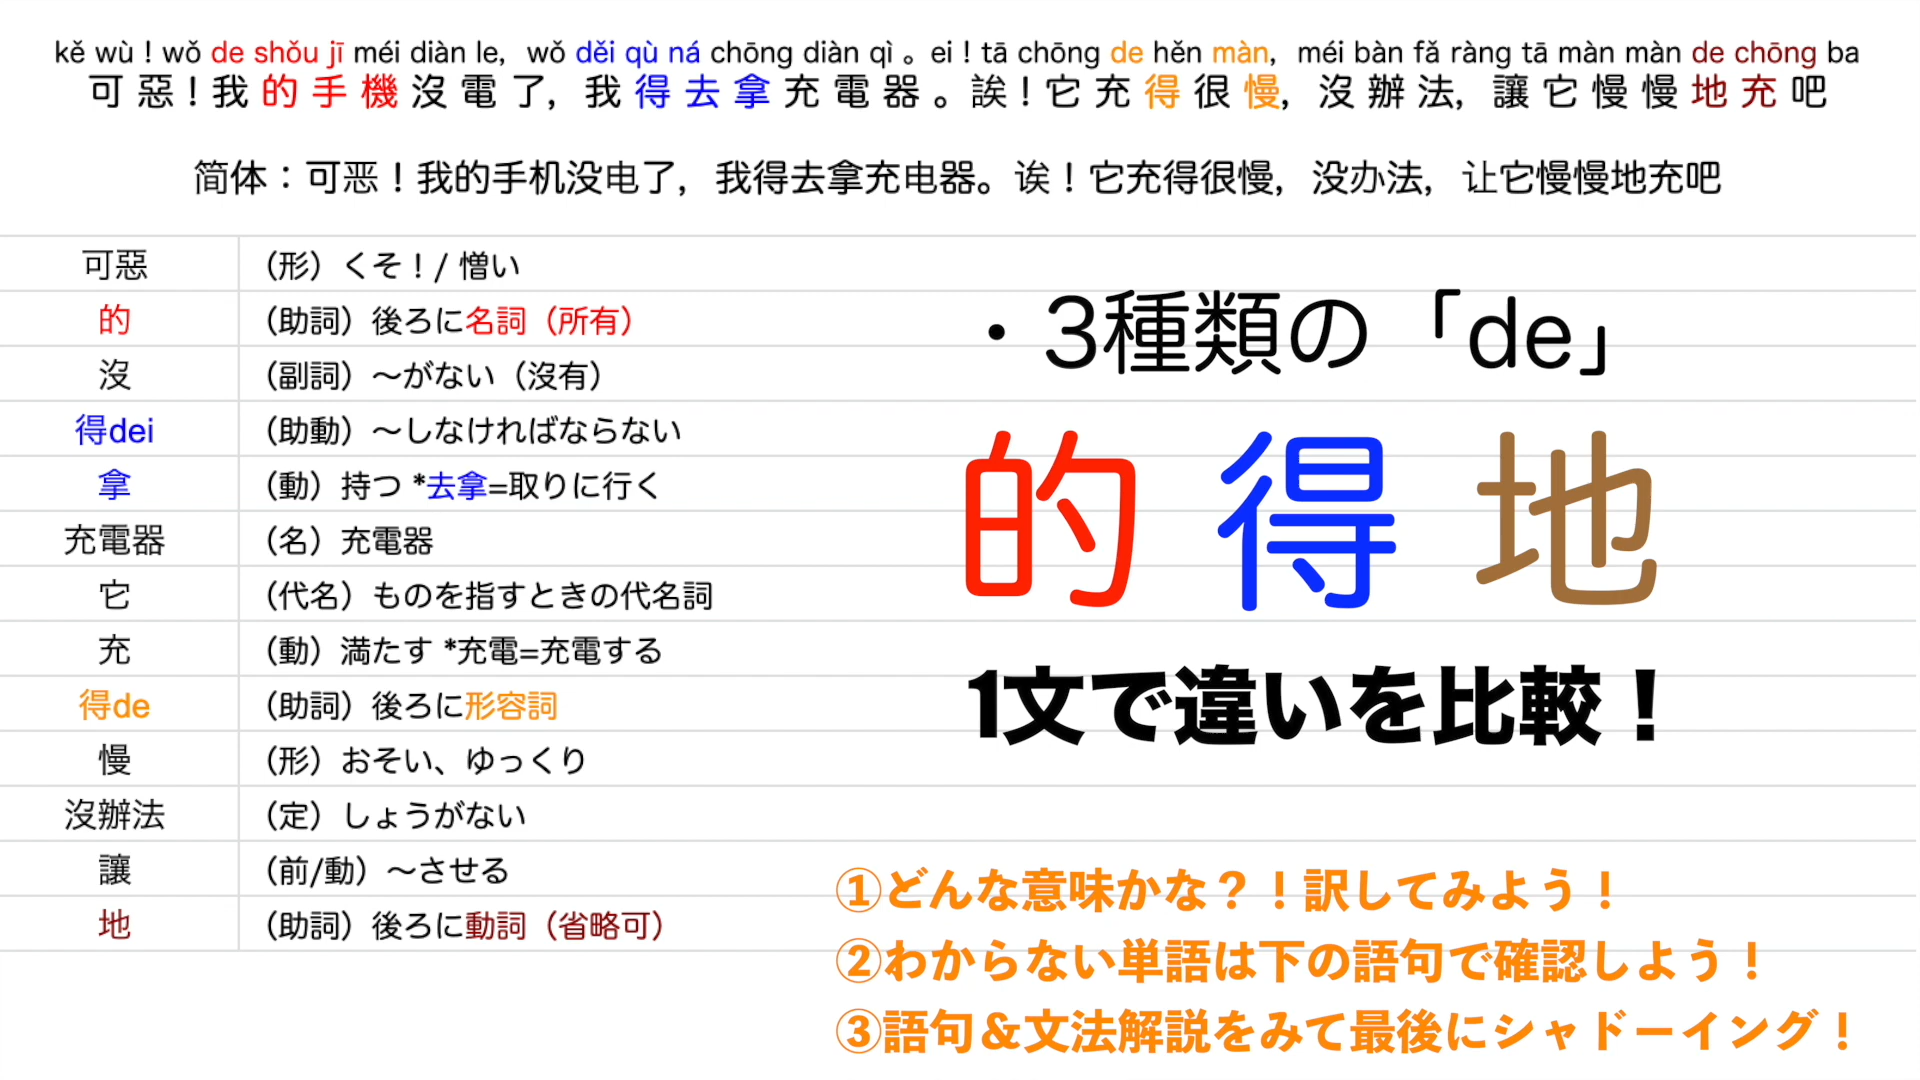 kě wù ! wǒ de shǒu jī méi diàn le, wǒ děi qù ná chōng diàn qì 。ei ! tā chōng de hěn màn, méi bàn fǎ ràng tā màn màn de chōng ba
可惡！我的手機沒電了，我得去拿充電器。誒！它充得很慢，沒辦法，讓它慢慢地充吧
简体：可恶！我的手机没电了，我得去拿充电器。诶！它充得很慢，没办法，让它慢慢地充吧
可惡 （形）くそ！/ 憎い
的 （助詞）後ろに名詞（所有）
沒 （副詞）〜がない（沒有）
得dei （助動）〜しなければならない
拿 （動）持つ *去拿=取りに行く
充電器 （名）充電器
它 （代名）ものを指すときの代名詞
充 （動）満たす *充電=充電する
得de （助詞）後ろに形容詞
慢 （形）おそい、ゆっくり
沒辦法 （定）しょうがない
讓 （前/動）〜させる
地 （助詞）後ろに動詞（省略可）
・3種類の「de」
的 得 地
1文で違いを比較！
①どんな意味かな？！訳してみよう！
②わからない単語は下の語句で確認しよう！
③語句＆文法解説をみて最後にシャドーイング！